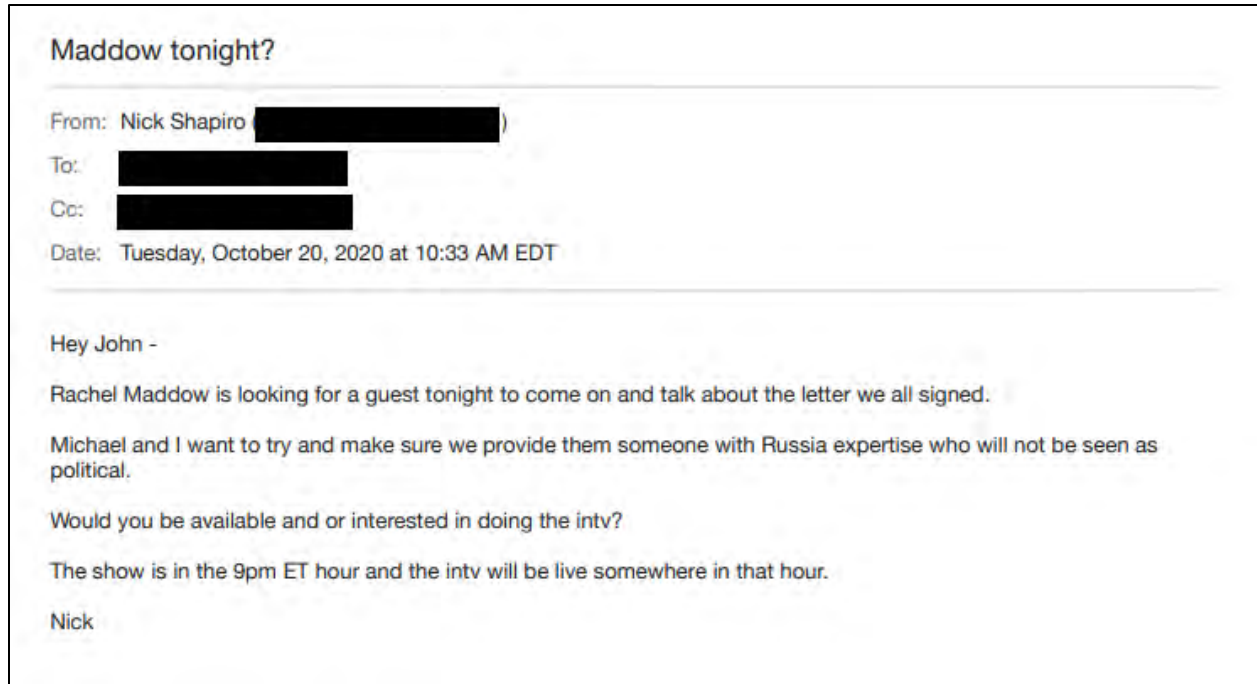 Maddow tonight?
From: Nick Shapiro ( )
To:
Cc:
Date: Tuesday, October 20, 2020 at 10:33 AM EDT
Hey John -
Rachel Maddow is looking for a guest tonight to come on and talk about the letter we all signed.
Michael and I want to try and make sure we provide them someone with Russia expertise who will not be seen as
political.
Would you be available and or interested in doing the intv?
The show is in the 9pm ET hour and the intv will be live somewhere in that hour.
Nick